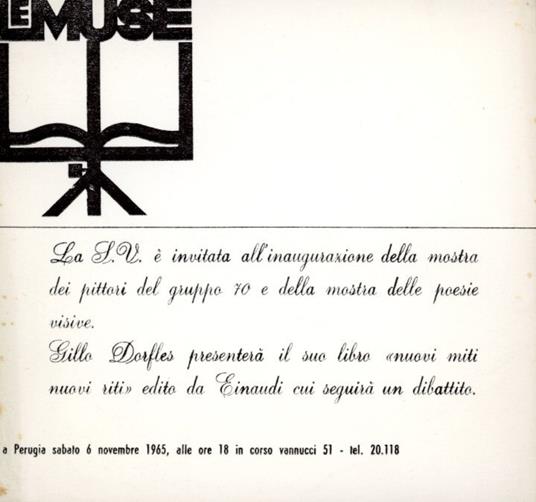 LE MUSE
La S.V. è invitata all'inaugurazione della mostra
dei pittori del gruppo 70 e della mostra delle poesie
visive.
Gillo Dorfles presenterà il suo libro «nuovi miti
nuovi riti» edito da Einaudi cui seguirà un dibattito.
a Perugia sabato 6 novembre 1965, alle ore 18 in corso vannucci 51 - tel. 20.118